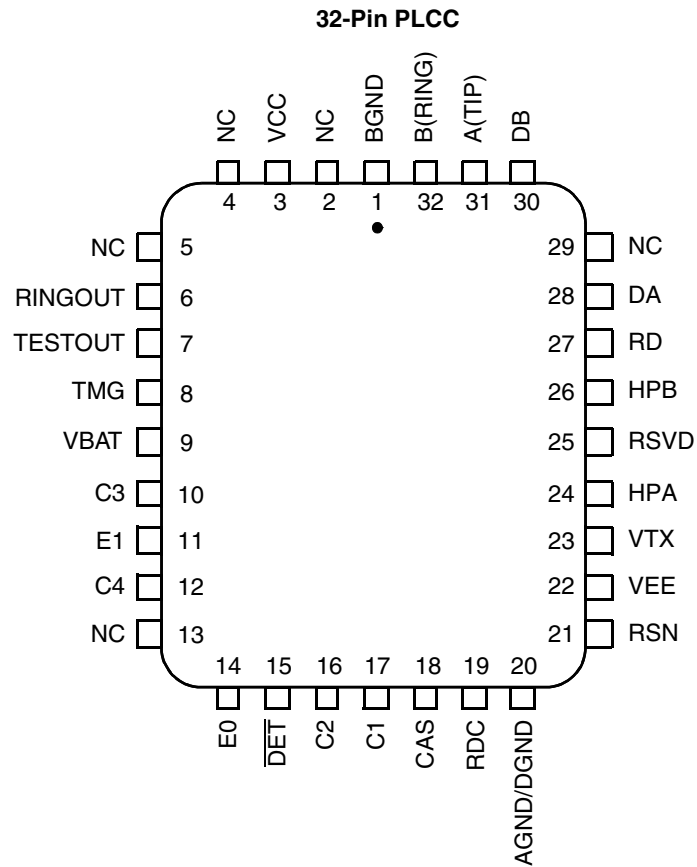 32-Pin PLCC
NC
VCC
NC
BGND
B(RING)
A(TIP)
DB
4 3 2 1 32 31 30
NC 5
RINGOUT 6
TESTOUT 7
TMG 8
VBAT 9
C3 10
E1 11
C4 12
NC 13
29 NC
28 DA
27 RD
26 HPB
25 RSVD
24 HPA
23 VTX
22 VEE
21 RSN
14 15 16 17 18 19 20
E0
D̅E̅T̅
C2
C1
CAS
RDC
AGND/DGND